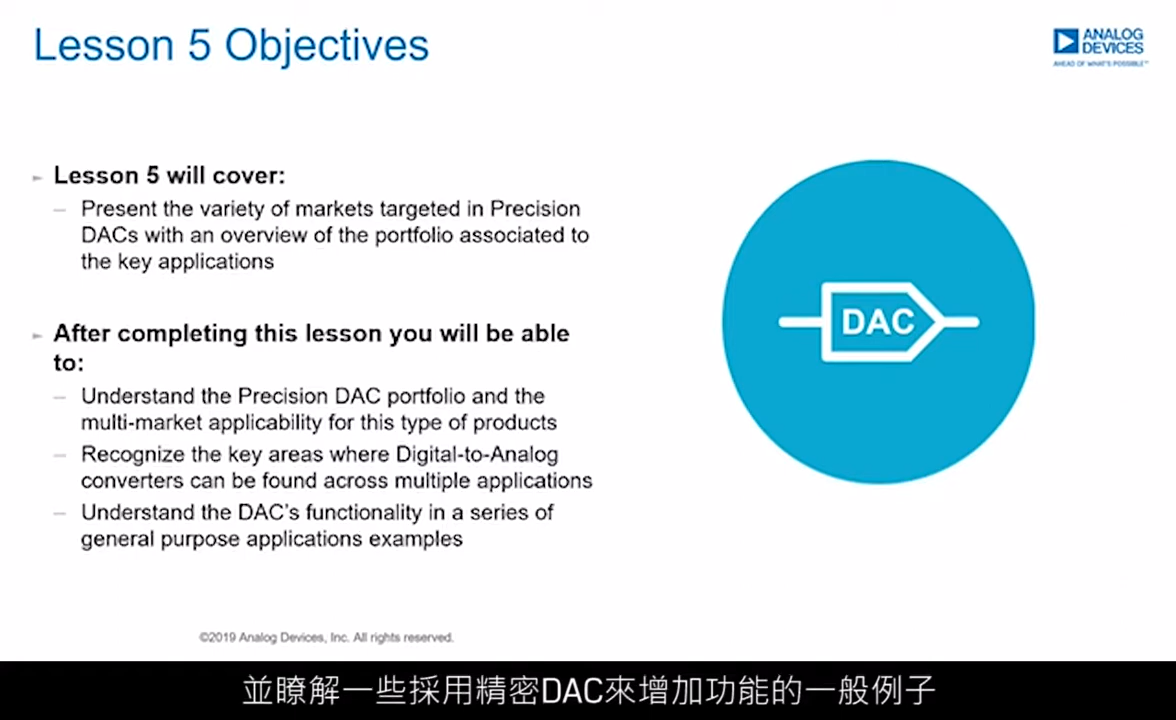 Lesson 5 Objectives
ANALOG
DEVICES
AHEAD OF WHAT'S POSSIBLE™
Lesson 5 will cover:
– Present the variety of markets targeted in Precision
DACs with an overview of the portfolio associated to
the key applications
After completing this lesson you will be able
to:
– Understand the Precision DAC portfolio and the
multi-market applicability for this type of products
– Recognize the key areas where Digital-to-Analog
converters can be found across multiple applications
– Understand the DAC's functionality in a series of
general purpose applications examples
DAC
©2019 Analog Devices, Inc. All rights reserved.
並瞭解一些採用精密DAC來增加功能的一般例子